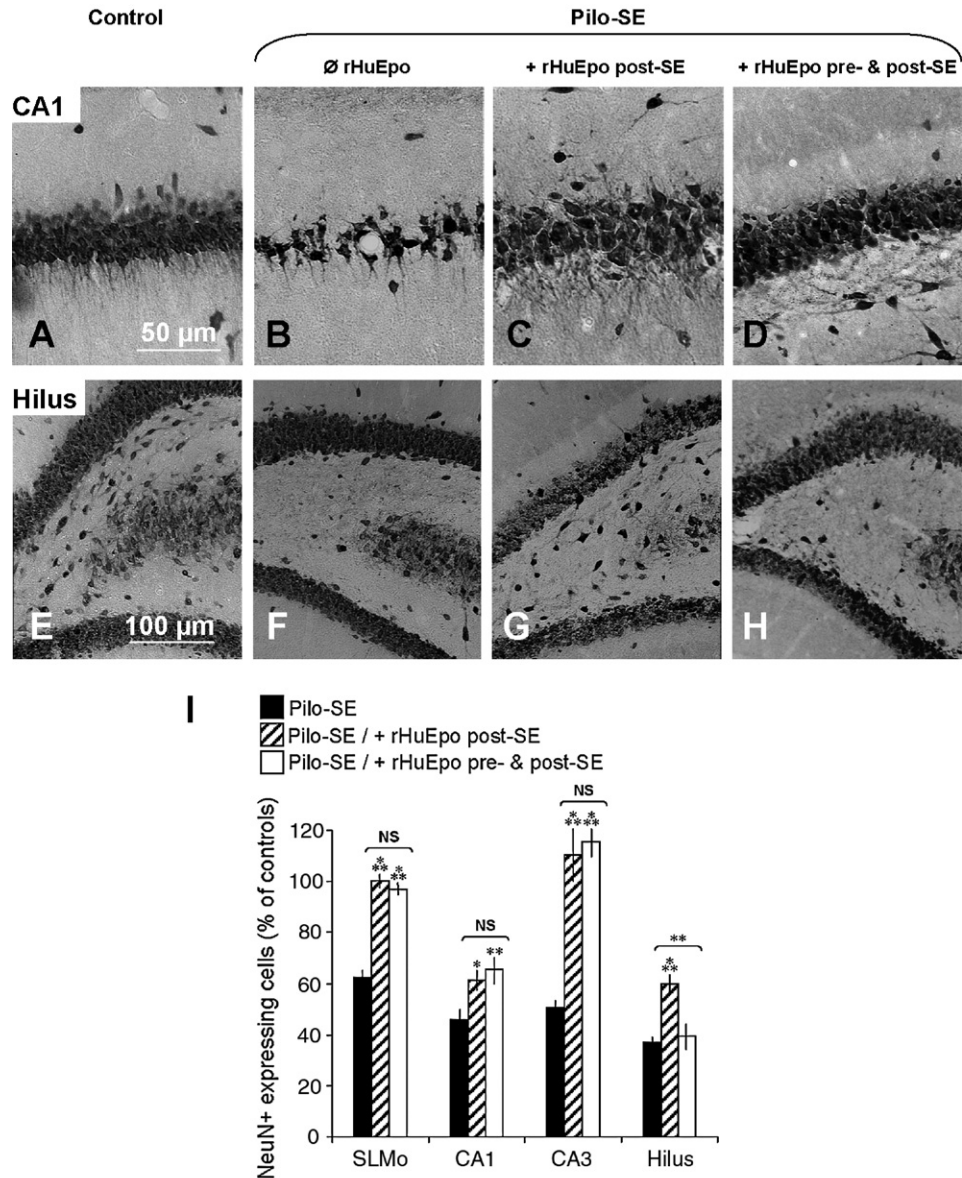 Control
Pilo-SE
Ø rHuEpo
+ rHuEpo post-SE
+ rHuEpo pre- & post-SE
CA1
A
50 µm
B
C
D
Hilus
E
100 µm
F
G
H
I
Pilo-SE
Pilo-SE / + rHuEpo post-SE
Pilo-SE / + rHuEpo pre- & post-SE
NeuN+ expressing cells (% of controls)
120
100
80
60
40
20
0
NS
***
***
NS
*
**
NS
***
***
**
***
SLMo
CA1
CA3
Hilus